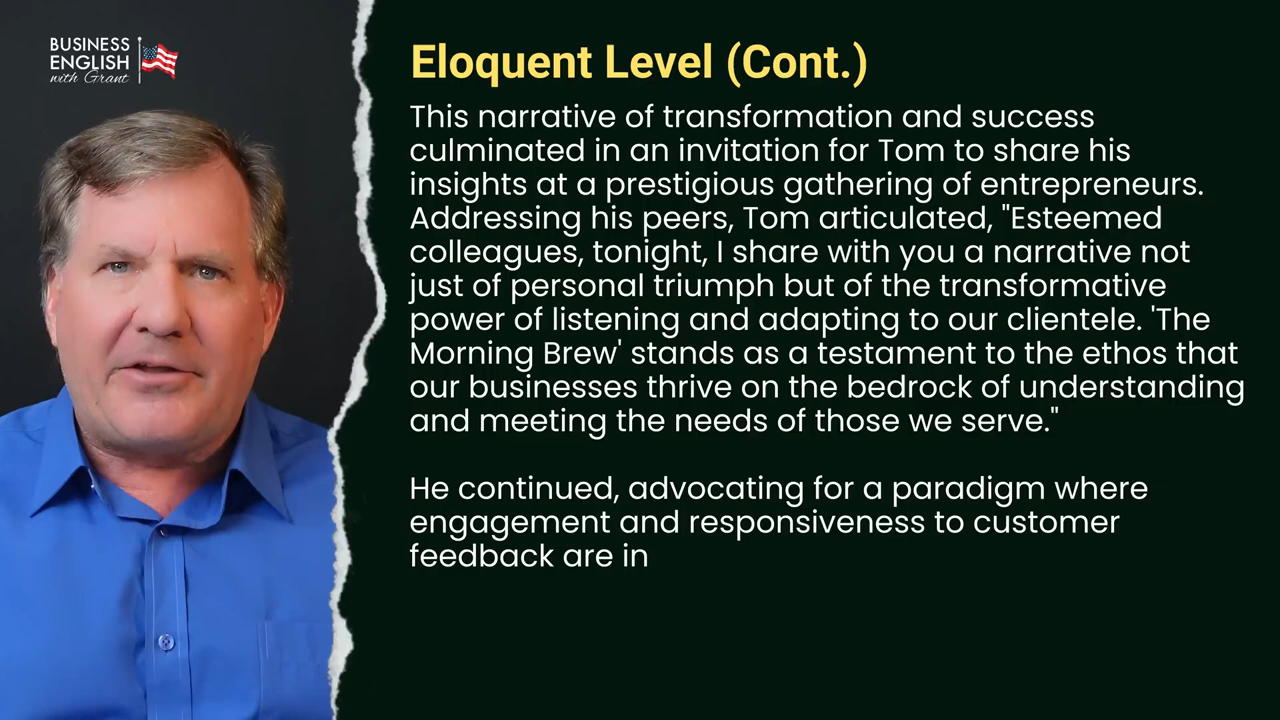 BUSINESS
ENGLISH
with Grant
Eloquent Level (Cont.)
This narrative of transformation and success
culminated in an invitation for Tom to share his
insights at a prestigious gathering of entrepreneurs.
Addressing his peers, Tom articulated, "Esteemed
colleagues, tonight, I share with you a narrative not
just of personal triumph but of the transformative
power of listening and adapting to our clientele. 'The
Morning Brew' stands as a testament to the ethos that
our businesses thrive on the bedrock of understanding
and meeting the needs of those we serve."
He continued, advocating for a paradigm where
engagement and responsiveness to customer
feedback are in